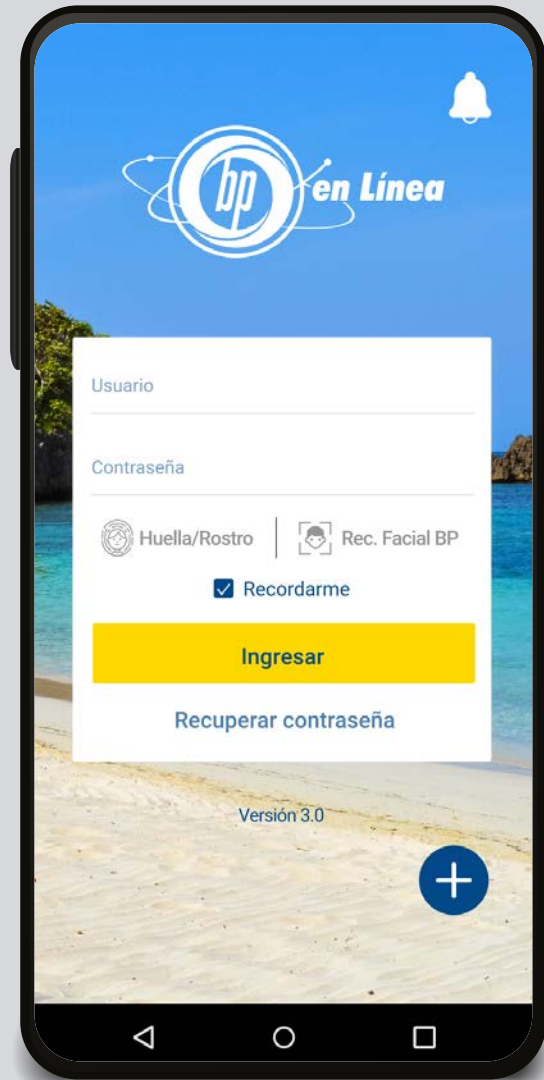 bp en Línea
Usuario
Contraseña
Huella/Rostro Rec. Facial BP
Recordarme
Ingresar
Recuperar contraseña
Versión 3.0